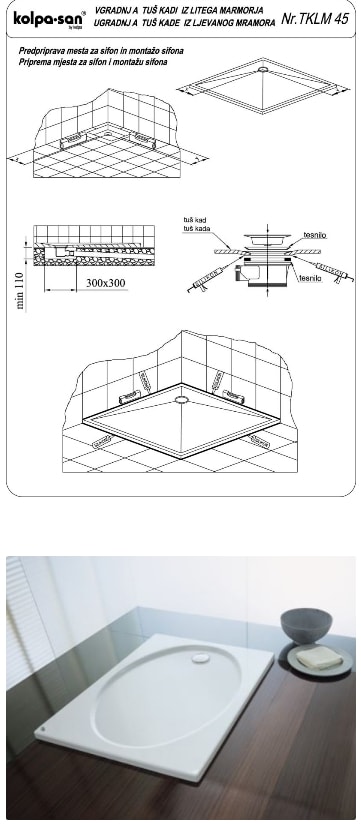 kolpa-san®
by kolpa
VGRADNJ A TUŠ KADI IZ LITEGA MARMORJA
UGRADNJ A TUŠ KADE IZ LJEVANOG MRAMORA
Nr.TKLM 45
Predpriprava mesta za sifon in montažo sifona
Priprema mjesta za sifon i montažu sifona
tuš kad
tuš kada
tesnilo
tesnilo
min 110
300x300